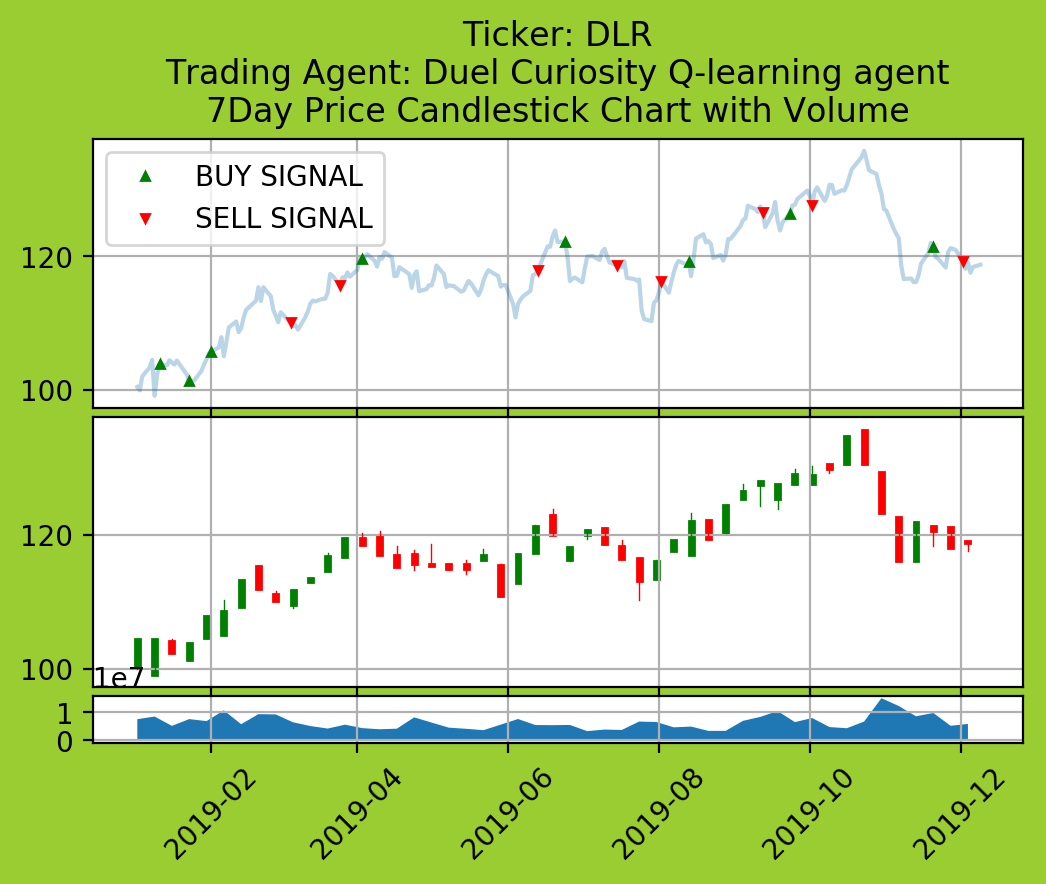 Ticker: DLR
Trading Agent: Duel Curiosity Q-learning agent
7Day Price Candlestick Chart with Volume
BUY SIGNAL
SELL SIGNAL
120
100
120
100
1e7
1
0
2019-02
2019-04
2019-06
2019-08
2019-10
2019-12